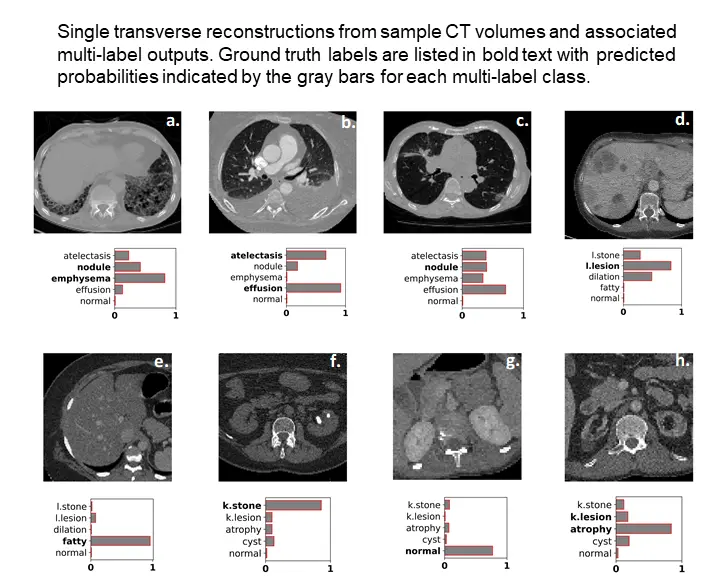 Single transverse reconstructions from sample CT volumes and associated
multi-label outputs. Ground truth labels are listed in bold text with predicted
probabilities indicated by the gray bars for each multi-label class.
a.
b.
c.
d.
atelectasis
nodule
emphysema
effusion
normal
0 1
atelectasis
nodule
emphysema
effusion
normal
0 1
atelectasis
nodule
emphysema
effusion
normal
0 1
l.stone
l.lesion
dilation
fatty
normal
0 1
e.
f.
g.
h.
l.stone
l.lesion
dilation
fatty
normal
0 1
k.stone
k.lesion
atrophy
cyst
normal
0 1
k.stone
k.lesion
atrophy
cyst
normal
0 1
k.stone
k.lesion
atrophy
cyst
normal
0 1